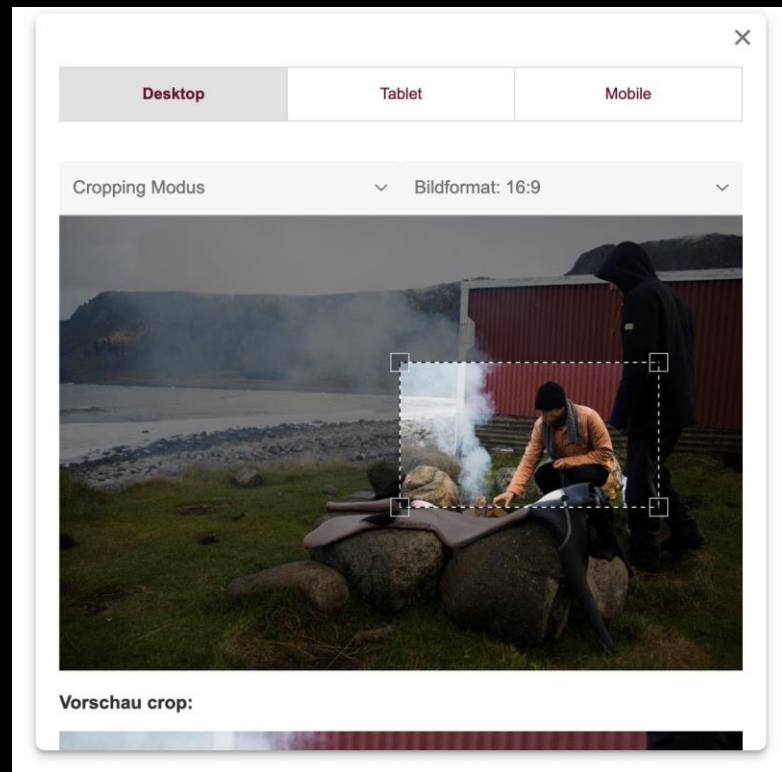 Desktop
Tablet
Mobile
Cropping Modus
Bildformat: 16:9
Vorschau crop: